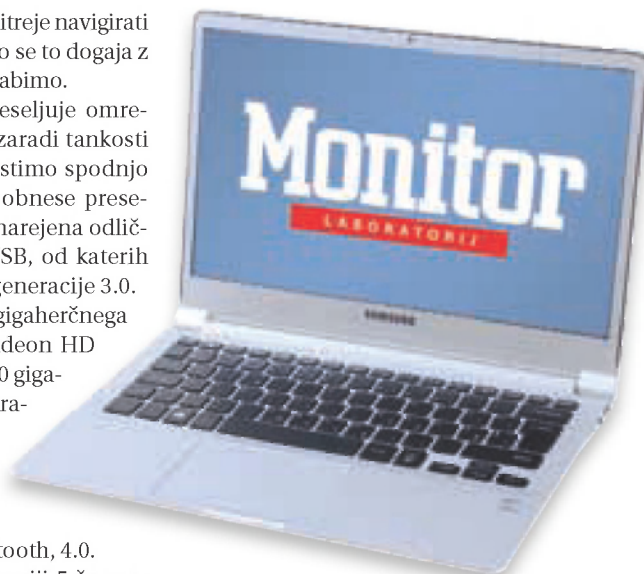 itreje navigirati
o se to dogaja z
abimo.
eseljuje omre-
zaradi tankosti
stimo spodnjo
obnese prese-
narejena odlič-
SB, od katerih
generacije 3.0.
gigaherčnega
deon HD
0 giga-
ra-
tooth, 4.0.
Monitor
LABORATORIJ
SAMSUNG